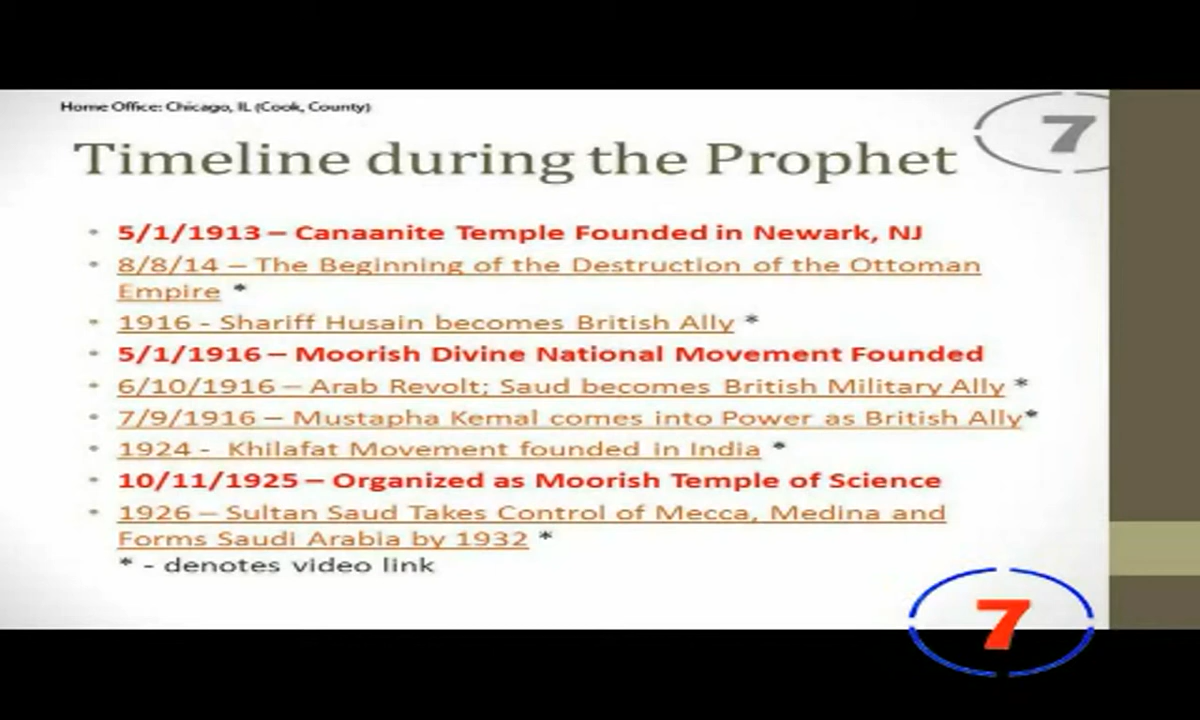 Home Office: Chicago, IL (Cook, County)
7
Timeline during the Prophet
• 5/1/1913 – Canaanite Temple Founded in Newark, NJ
• 8/8/14 – The Beginning of the Destruction of the Ottoman
Empire *
• 1916 - Shariff Husain becomes British Ally *
• 5/1/1916 – Moorish Divine National Movement Founded
• 6/10/1916 – Arab Revolt; Saud becomes British Military Ally *
• 7/9/1916 – Mustapha Kemal comes into Power as British Ally*
• 1924 - Khilafat Movement founded in India *
• 10/11/1925 – Organized as Moorish Temple of Science
• 1926 – Sultan Saud Takes Control of Mecca, Medina and
Forms Saudi Arabia by 1932 *
* - denotes video link
7